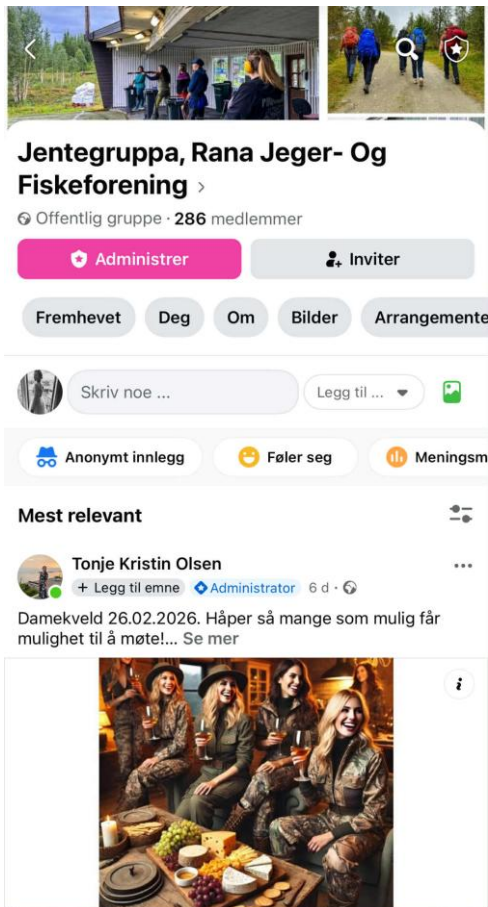 Jentegruppa, Rana Jeger- Og
Fiskeforening
Offentlig gruppe · 286 medlemmer
Administrer
Inviter
Fremhevet
Deg
Om
Bilder
Arrangemente
Skriv noe ...
Legg til ...
Anonymt innlegg
Føler seg
Meningsm
Mest relevant
Tonje Kristin Olsen
+ Legg til emne Administrator 6 d
Damekveld 26.02.2026. Håper så mange som mulig får
mulighet til å møte!... Se mer